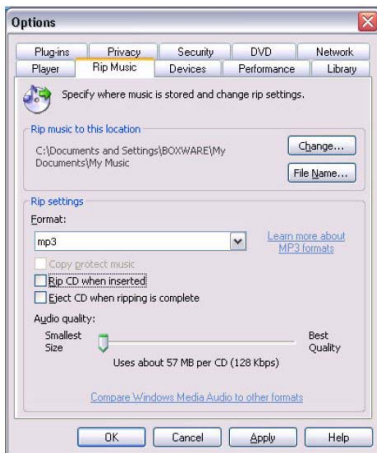 Options
Plug-ins Privacy Security DVD Network
Player Rip Music Devices Performance Library
Specify where music is stored and change rip settings.
Rip music to this location
C:\Documents and Settings\BOXWARE\My
Documents\My Music
Change...
File Name...
Rip settings
Format:
mp3
Learn more about
MP3 formats
Copy protect music
Rip CD when inserted
Eject CD when ripping is complete
Audio quality:
Smallest
Size
Best
Quality
Uses about 57 MB per CD (128 Kbps)
Compare Windows Media Audio to other formats
OK Cancel Apply Help